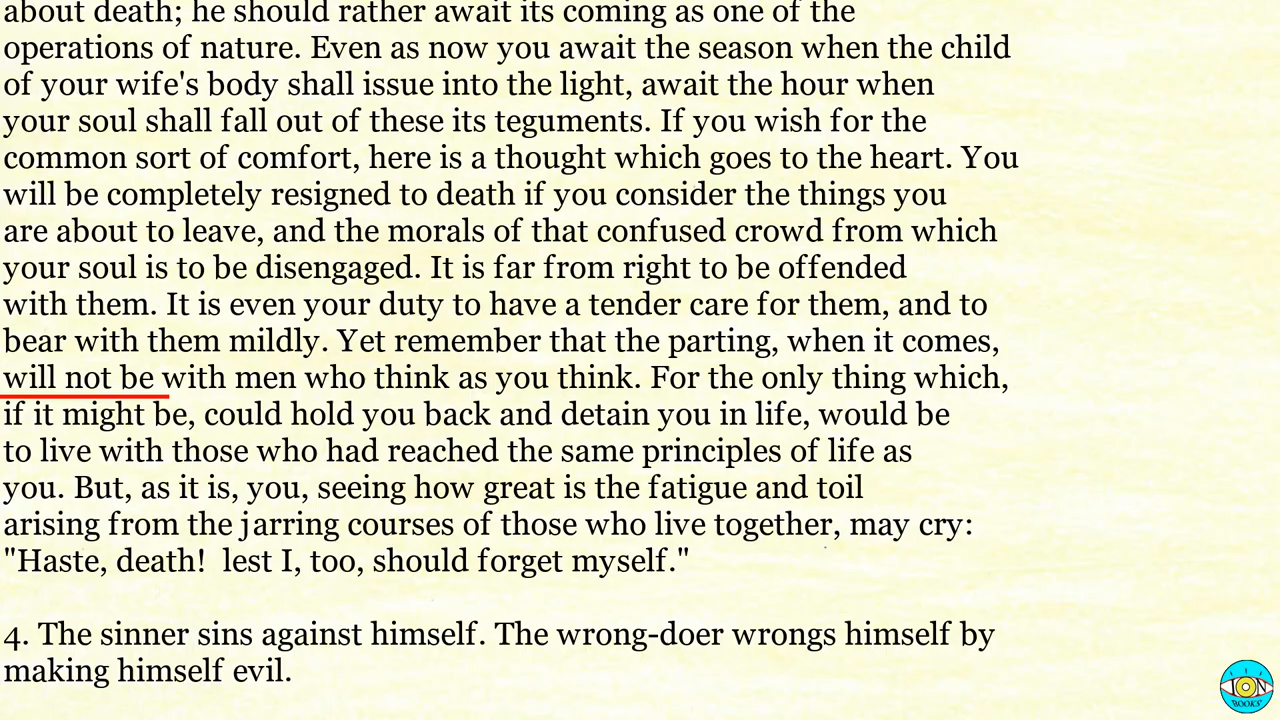 about death; he should rather await its coming as one of the
operations of nature. Even as now you await the season when the child
of your wife's body shall issue into the light, await the hour when
your soul shall fall out of these its teguments. If you wish for the
common sort of comfort, here is a thought which goes to the heart. You
will be completely resigned to death if you consider the things you
are about to leave, and the morals of that confused crowd from which
your soul is to be disengaged. It is far from right to be offended
with them. It is even your duty to have a tender care for them, and to
bear with them mildly. Yet remember that the parting, when it comes,
will not be with men who think as you think. For the only thing which,
if it might be, could hold you back and detain you in life, would be
to live with those who had reached the same principles of life as
you. But, as it is, you, seeing how great is the fatigue and toil
arising from the jarring courses of those who live together, may cry:
"Haste, death!  lest I, too, should forget myself."
4. The sinner sins against himself. The wrong-doer wrongs himself by
making himself evil.
ION
BOOKS